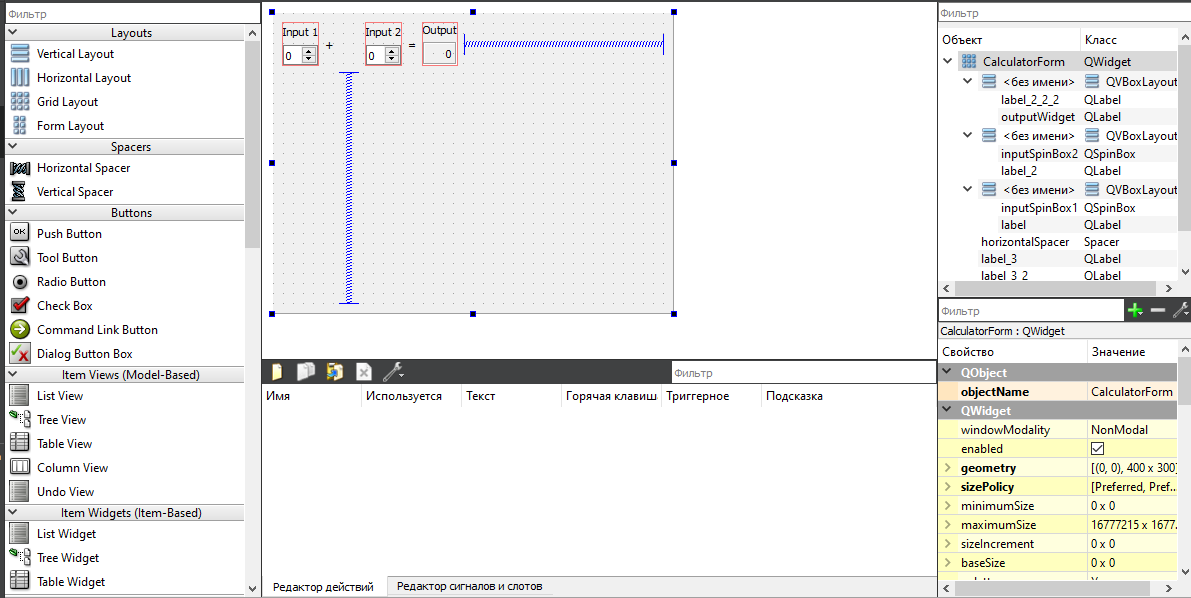 Фильтр
Layouts
Vertical Layout
Horizontal Layout
Grid Layout
Form Layout
Spacers
Horizontal Spacer
Vertical Spacer
Buttons
OK
Push Button
Tool Button
Radio Button
Check Box
Command Link Button
Dialog Button Box
Item Views (Model-Based)
List View
Tree View
Table View
Column View
Undo View
Item Widgets (Item-Based)
List Widget
Tree Widget
Table Widget
Input 1 Input 2 Output
0 + 0 = 0
Фильтр
Имя Используется Текст Горячая клавиш Триггерное Подсказка
Редактор действий Редактор сигналов и слотов
Фильтр
Объект Класс
CalculatorForm QWidget
<без имени> QVBoxLayout
label_2_2_2 QLabel
outputWidget QLabel
<без имени> QVBoxLayout
inputSpinBox2 QSpinBox
label_2 QLabel
<без имени> QVBoxLayout
inputSpinBox1 QSpinBox
label QLabel
horizontalSpacer Spacer
label_3 QLabel
label_3_2 QLabel
Фильтр
CalculatorForm : QWidget
Свойство Значение
QObject
objectName CalculatorForm
QWidget
windowModality NonModal
enabled
geometry [(0, 0), 400 x 300]
sizePolicy [Preferred, Pref...
minimumSize 0 x 0
maximumSize 16777215 x 1677...
sizeIncrement 0 x 0
baseSize 0 x 0